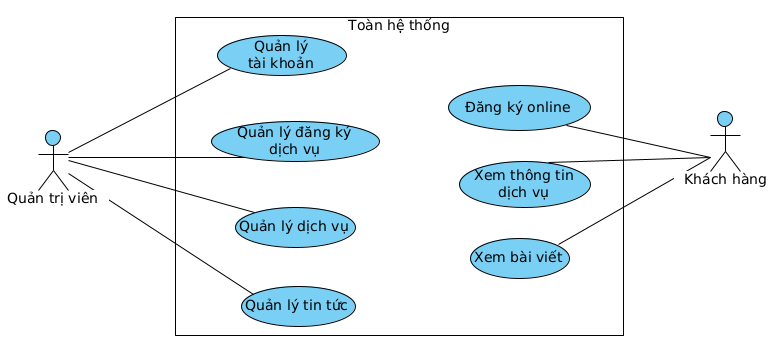 Toàn hệ thống
Quản lý
tài khoản
Đăng ký online
Quản lý đăng ký
dịch vụ
Xem thông tin
dịch vụ
Khách hàng
Quản trị viên
Quản lý dịch vụ
Xem bài viết
Quản lý tin tức